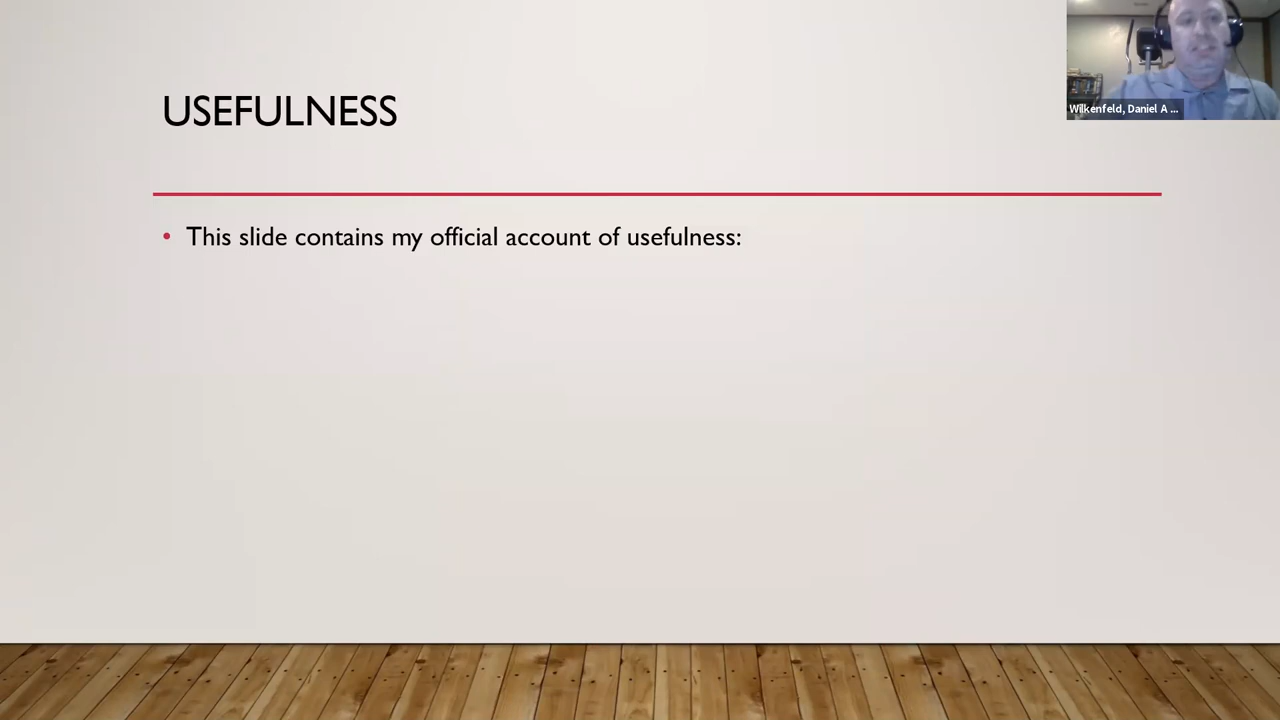 Wilkenfeld, Daniel A ...
USEFULNESS
• This slide contains my official account of usefulness: